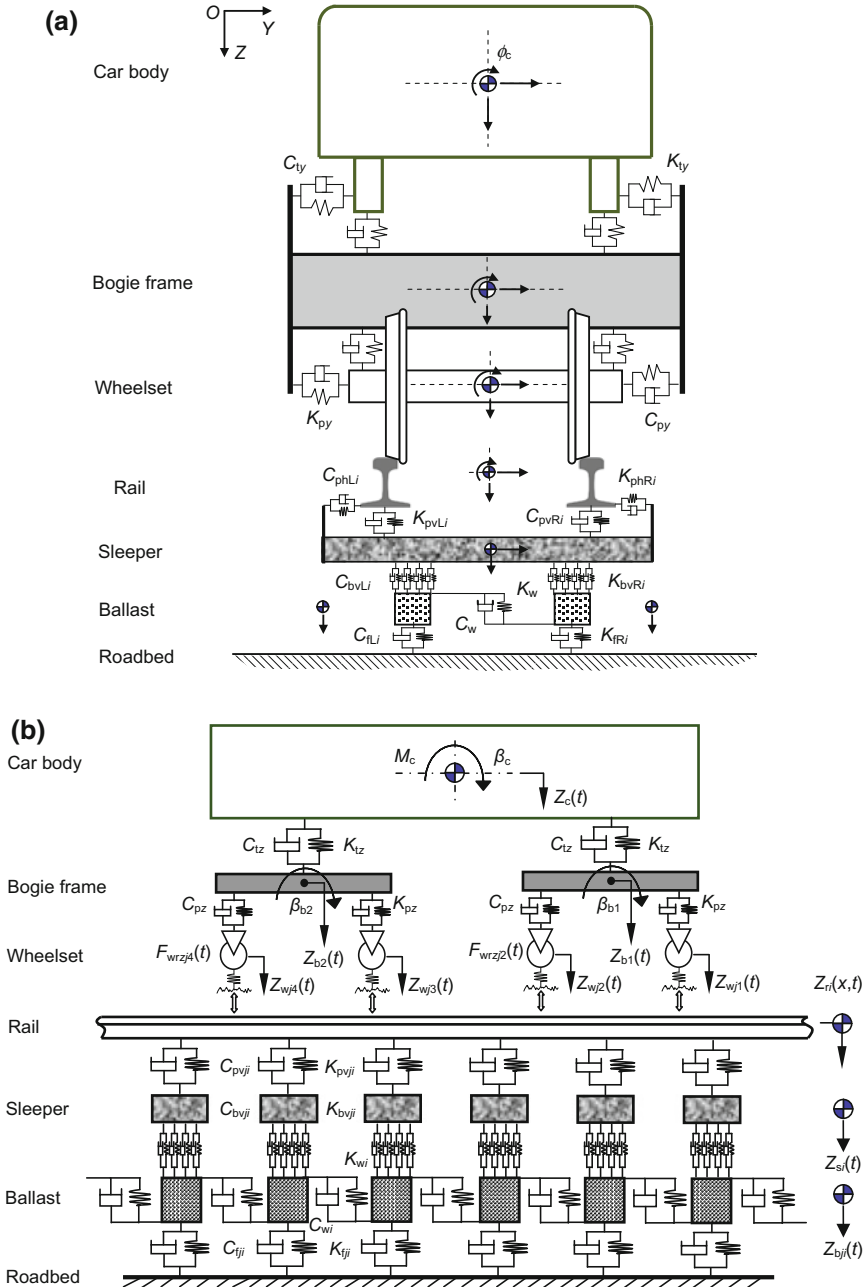 (a)
O
Y
Z
ϕc
Car body
Cty
Kty
Bogie frame
Wheelset
Kpy
Cpy
Rail
CphLi
KphRi
KpvLi
CpvRi
Sleeper
CbvLi
Kw
KbvRi
Ballast
Cw
CfLi
KfRi
Roadbed
(b)
Car body
Mc
βc
Zc(t)
Ctz
Ktz
Ctz
Ktz
Bogie frame
Cpz
βb2
Kpz
Cpz
βb1
Kpz
Wheelset
Fwrzj4(t)
Zb2(t)
Fwrzj2(t)
Zb1(t)
Zwj4(t)
Zwj3(t)
Zwj2(t)
Zwj1(t)
Zri(x,t)
Rail
Cpvji
Kpvji
Sleeper
Cbvji
Kbvji
Kwi
Zsi(t)
Ballast
Cwi
Cfji
Kfji
Zbji(t)
Roadbed